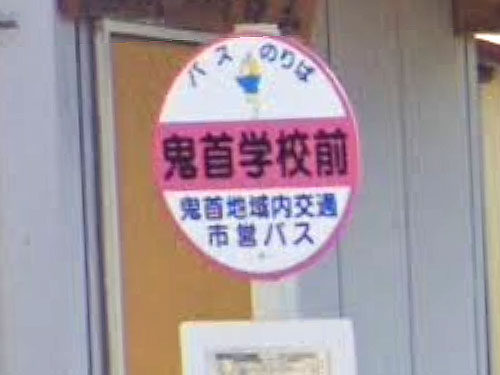 バスのりば
鬼首学校前
鬼首地域内交通
市営バス